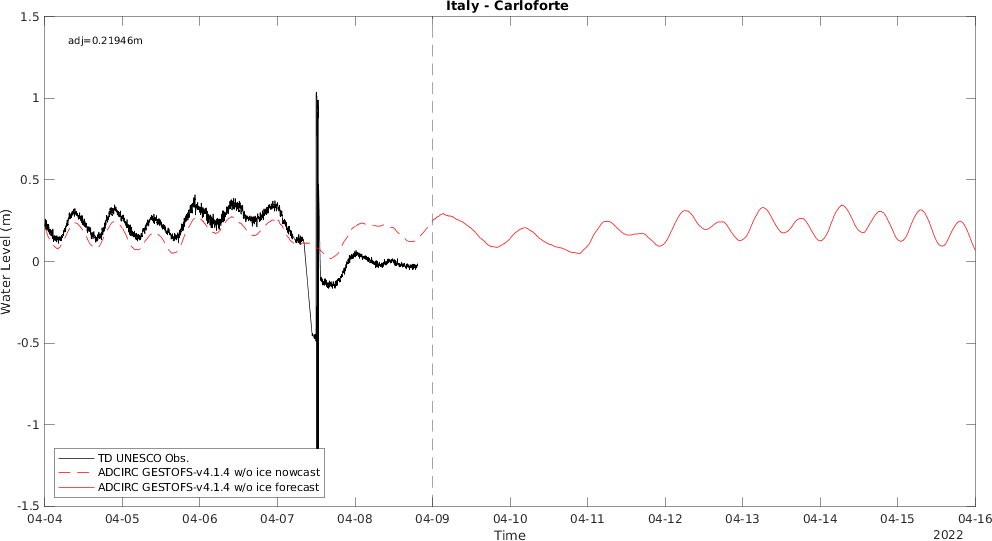 Italy - Carloforte
adj=0.21946m
1.5
1
0.5
0
-0.5
-1
-1.5
Water Level (m)
TD UNESCO Obs.
ADCIRC GESTOFS-v4.1.4 w/o ice nowcast
ADCIRC GESTOFS-v4.1.4 w/o ice forecast
04-04 04-05 04-06 04-07 04-08 04-09 04-10 04-11 04-12 04-13 04-14 04-15 04-16
Time
2022